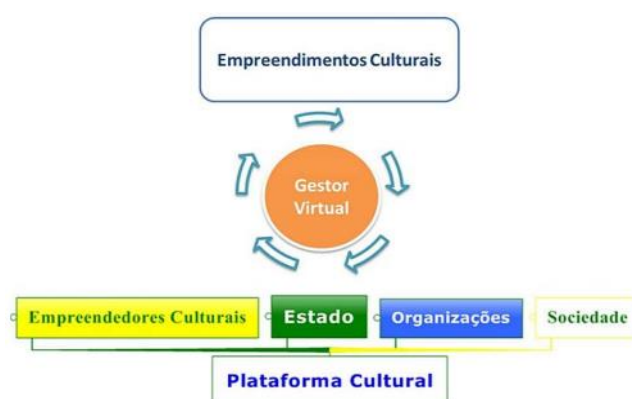 Empreendimentos Culturais
Gestor
Virtual
Empreendedores Culturais
Estado
Organizações
Sociedade
Plataforma Cultural